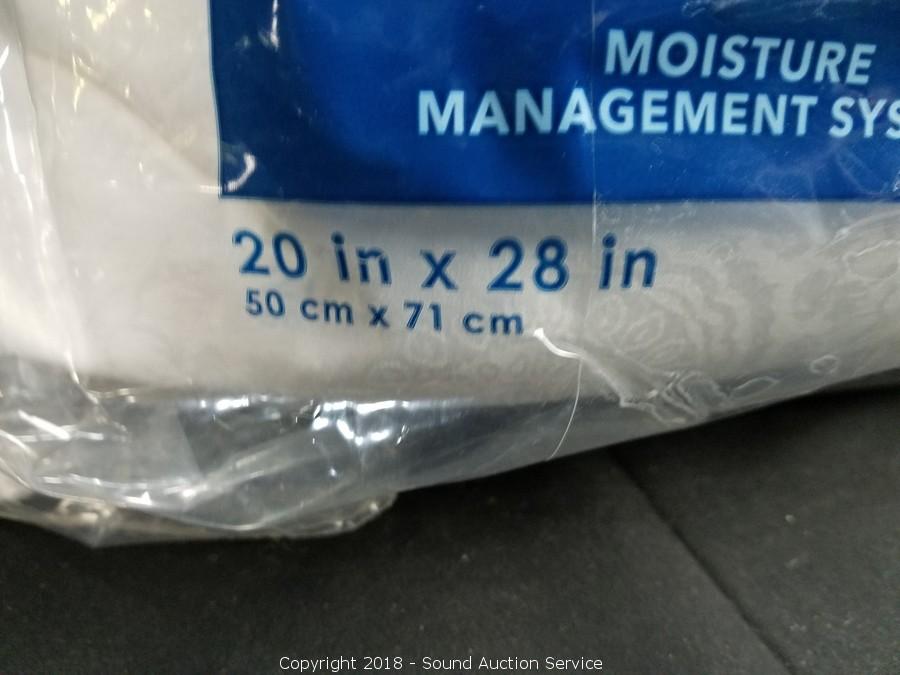 MOISTURE
MANAGEMENT SYS
20 in x 28 in
50 cm x 71 cm
Copyright 2018 - Sound Auction Service